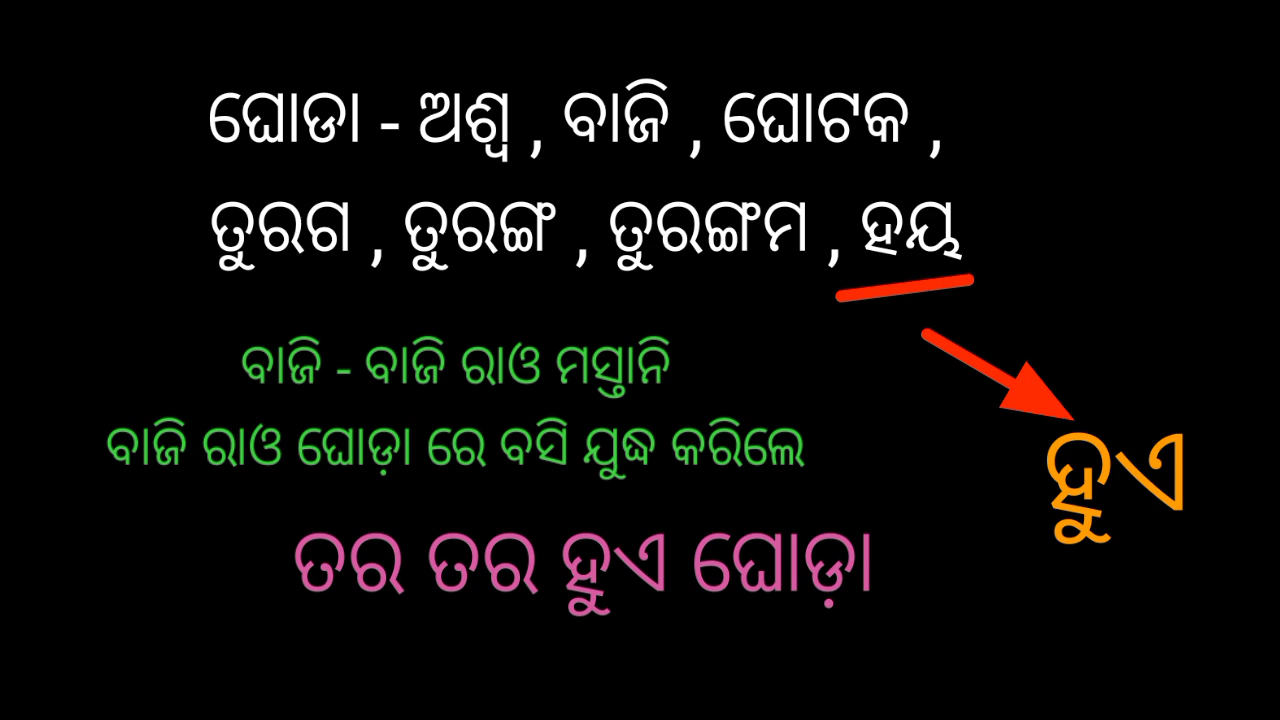 ଘୋଡା - ଅଶ୍ୱ , ବାଜି , ଘୋଟକ ,
ତୁରଗ , ତୁରଙ୍ଗ , ତୁରଙ୍ଗମ , ହୟ
ବାଜି - ବାଜି ରାଓ ମସ୍ତାନି
ବାଜି ରାଓ ଘୋଡ଼ା ରେ ବସି ଯୁଦ୍ଧ କରିଲେ
ହୁଏ
ତର ତର ହୁଏ ଘୋଡ଼ା